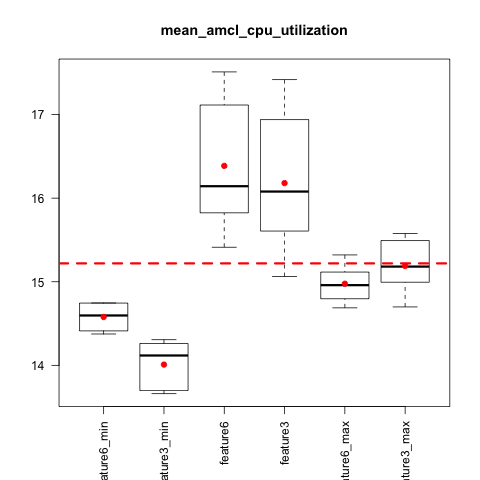 mean_amcl_cpu_utilization
17
16
15
14
ature6_min
ature3_min
feature6
feature3
ture6_max
ture3_max